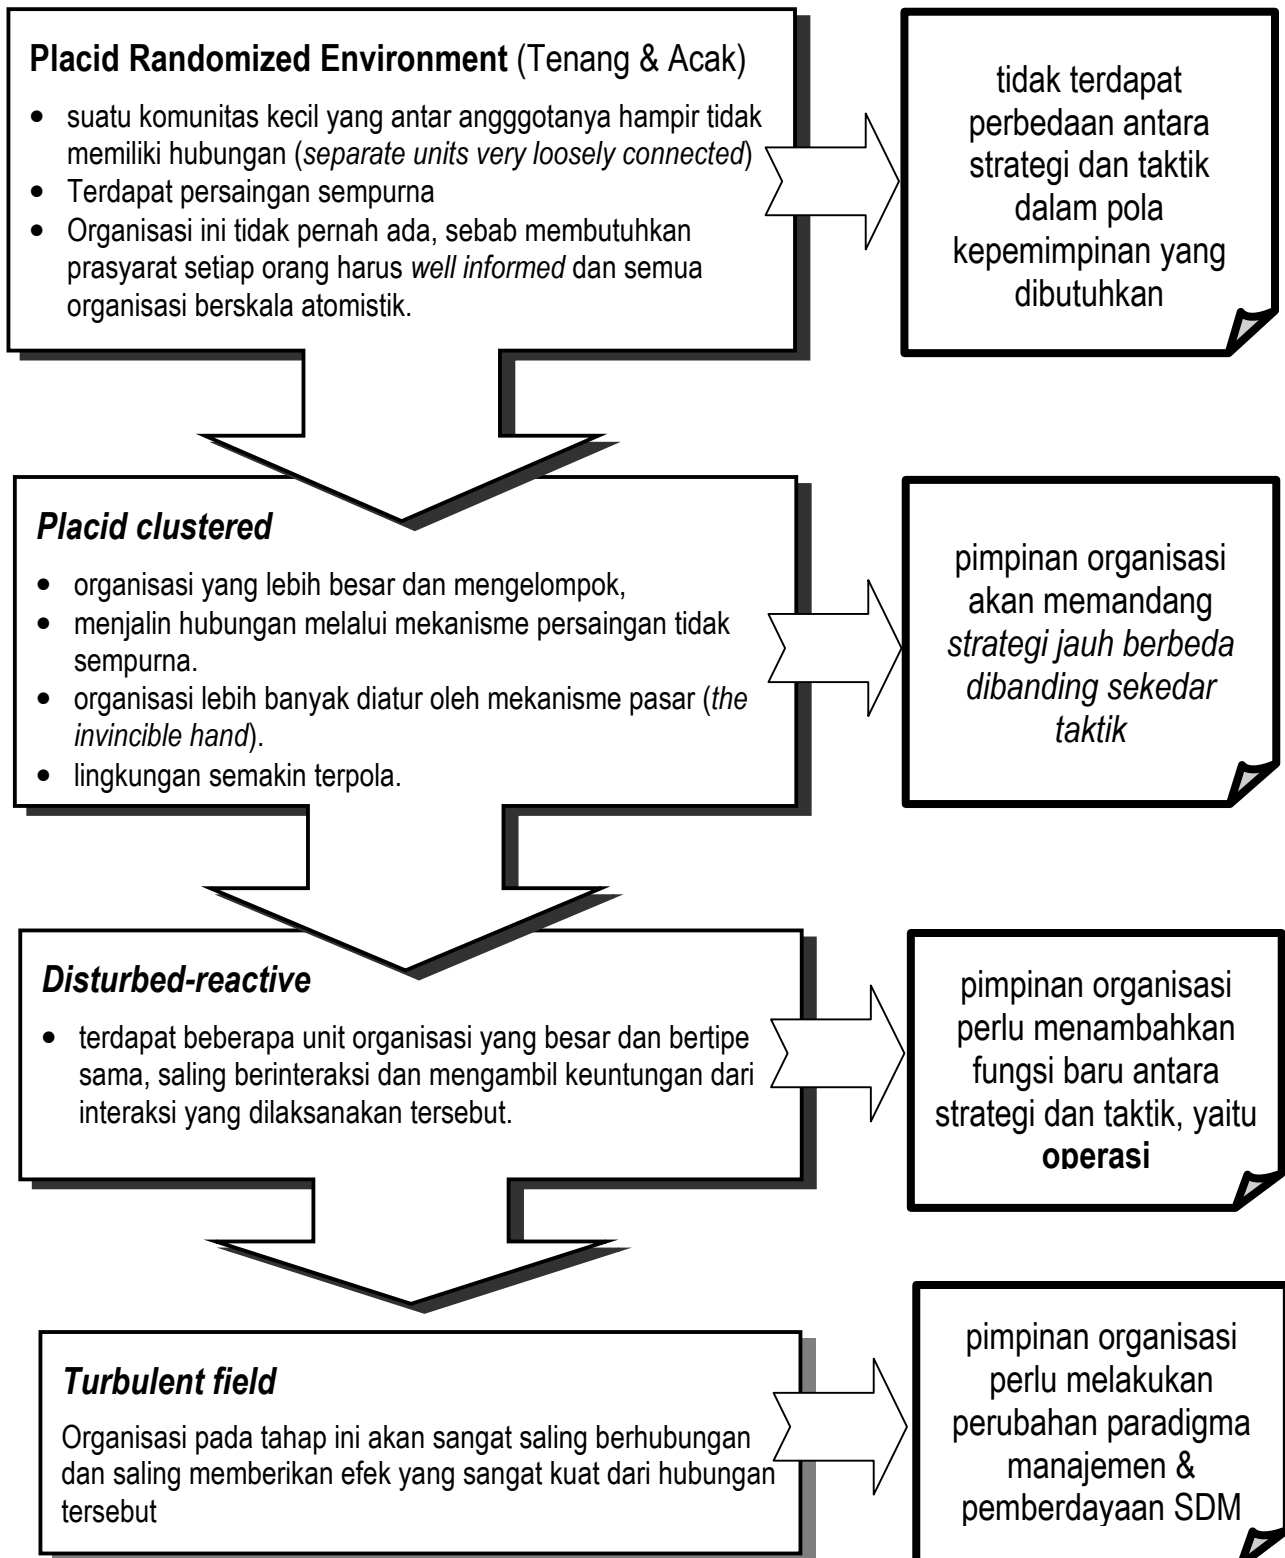 Placid Randomized Environment (Tenang & Acak)
• suatu komunitas kecil yang antar angggotanya hampir tidak
memiliki hubungan (separate units very loosely connected)
• Terdapat persaingan sempurna
• Organisasi ini tidak pernah ada, sebab membutuhkan
prasyarat setiap orang harus well informed dan semua
organisasi berskala atomistik.
tidak terdapat
perbedaan antara
strategi dan taktik
dalam pola
kepemimpinan yang
dibutuhkan
Placid clustered
• organisasi yang lebih besar dan mengelompok,
• menjalin hubungan melalui mekanisme persaingan tidak
sempurna.
• organisasi lebih banyak diatur oleh mekanisme pasar (the
invincible hand).
• lingkungan semakin terpola.
pimpinan organisasi
akan memandang
strategi jauh berbeda
dibanding sekedar
taktik
Disturbed-reactive
• terdapat beberapa unit organisasi yang besar dan bertipe
sama, saling berinteraksi dan mengambil keuntungan dari
interaksi yang dilaksanakan tersebut.
pimpinan organisasi
perlu menambahkan
fungsi baru antara
strategi dan taktik, yaitu
operasi
Turbulent field
Organisasi pada tahap ini akan sangat saling berhubungan
dan saling memberikan efek yang sangat kuat dari hubungan
tersebut
pimpinan organisasi
perlu melakukan
perubahan paradigma
manajemen &
pemberdayaan SDM